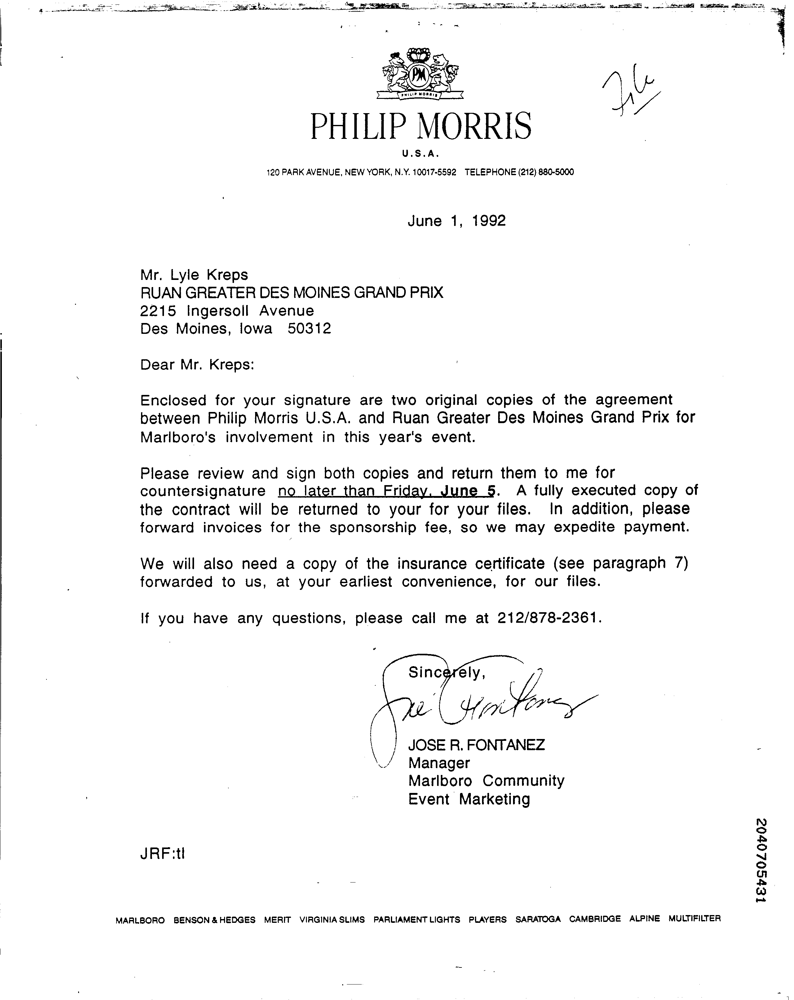 File
PM
PHILIP MORRIS
PHILIP MORRIS
U.S.A.
120 PARK AVENUE, NEW YORK, N.Y. 10017-5592 TELEPHONE (212) 880-5000
June 1, 1992
Mr. Lyle Kreps
RUAN GREATER DES MOINES GRAND PRIX
2215 Ingersoll Avenue
Des Moines, Iowa 50312
Dear Mr. Kreps:
Enclosed for your signature are two original copies of the agreement
between Philip Morris U.S.A. and Ruan Greater Des Moines Grand Prix for
Marlboro's involvement in this year's event.
Please review and sign both copies and return them to me for
countersignature no later than Friday, June 5. A fully executed copy of
the contract will be returned to your for your files. In addition, please
forward invoices for the sponsorship fee, so we may expedite payment.
We will also need a copy of the insurance certificate (see paragraph 7)
forwarded to us, at your earliest convenience, for our files.
If you have any questions, please call me at 212/878-2361.
Sincerely,
Jose Fontanez
JOSE R. FONTANEZ
Manager
Marlboro Community
Event Marketing
JRF:tl
2040705431
MARLBORO BENSON & HEDGES MERIT VIRGINIA SLIMS PARLIAMENT LIGHTS PLAYERS SARATOGA CAMBRIDGE ALPINE MULTIFILTER